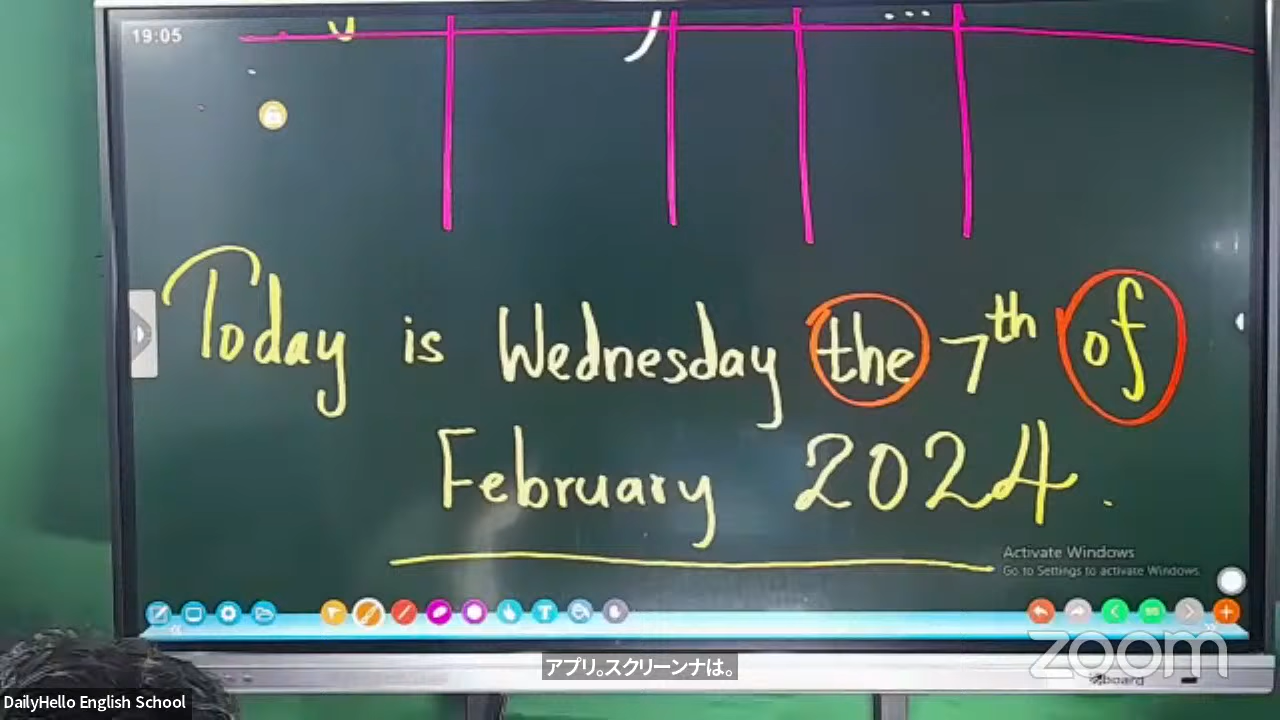 19:05
...
Today is Wednesday the 7th of
February 2024.
Activate Windows
Go to Settings to activate Windows.
T
zoom
board
アプリ。スクリーンナは。
DailyHello English School